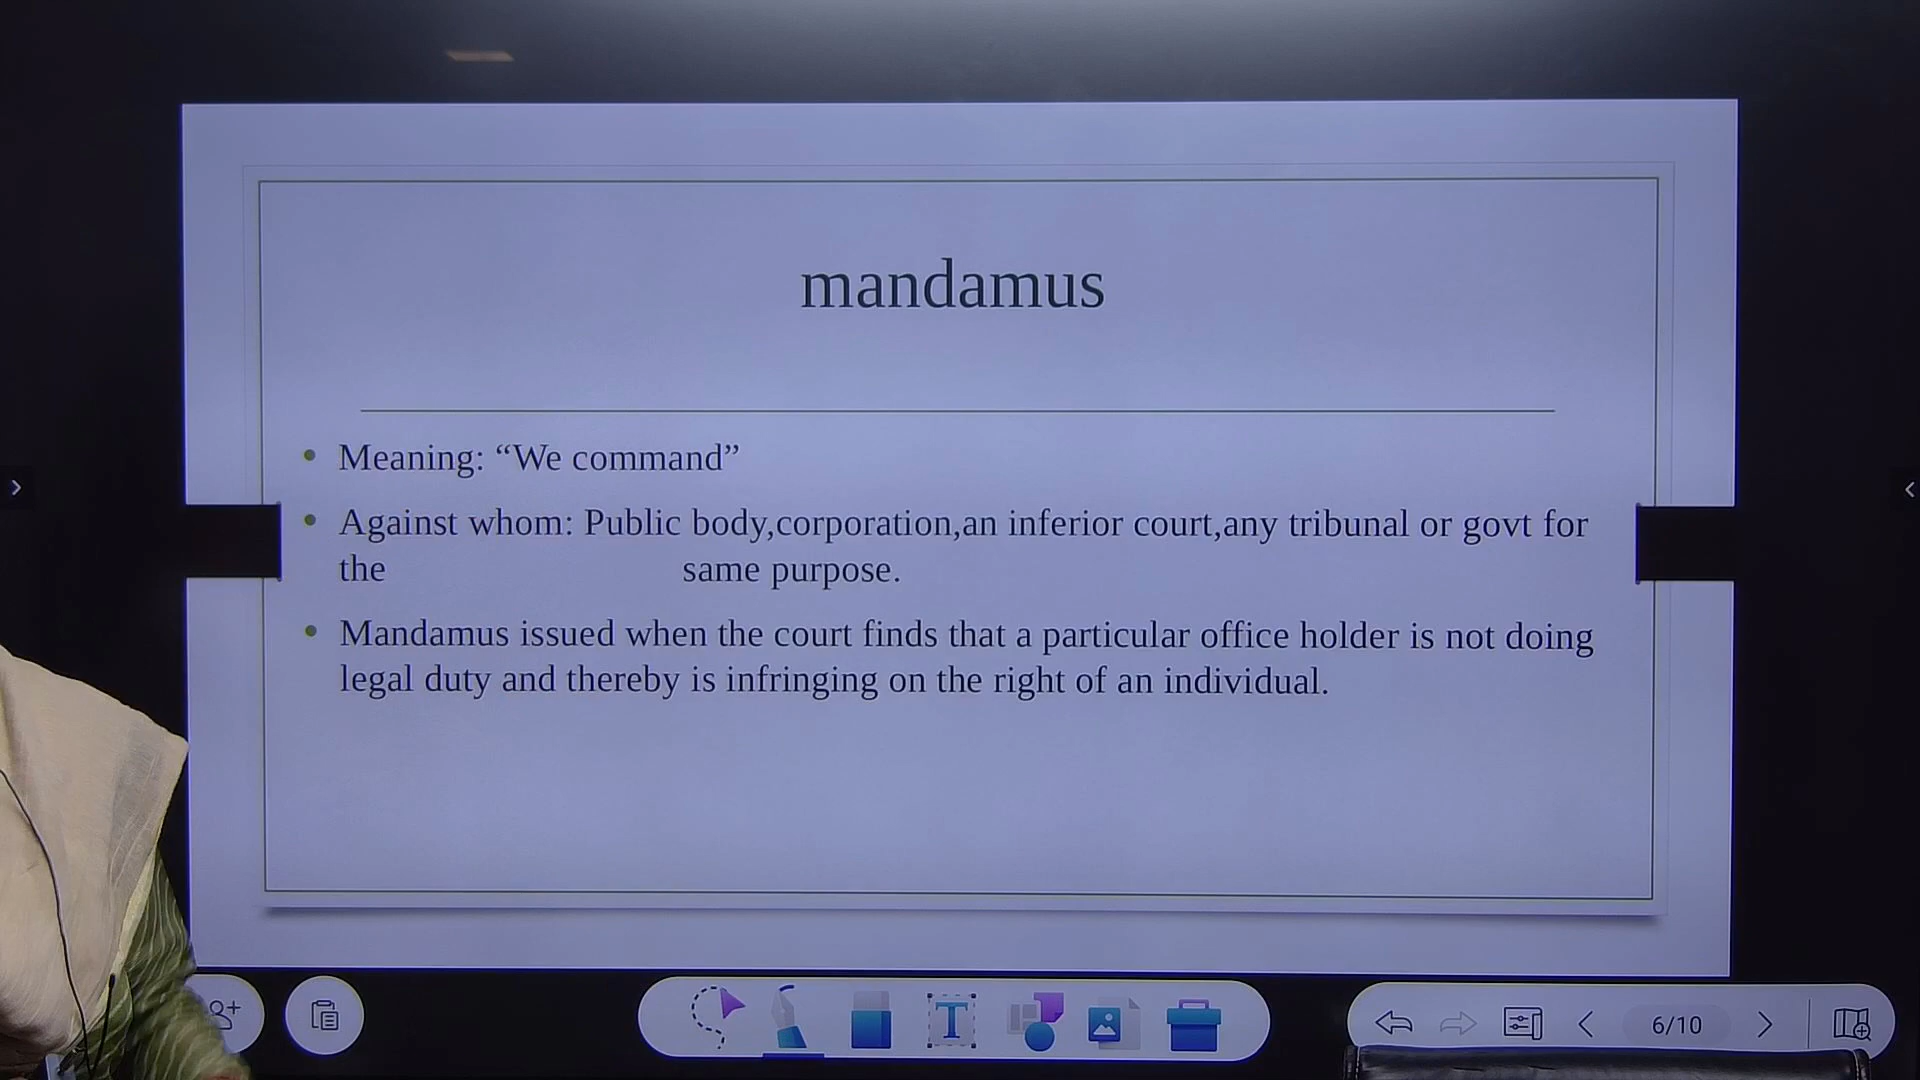 mandamus
• Meaning: “We command”
• Against whom: Public body,corporation,an inferior court,any tribunal or govt for
the same purpose.
• Mandamus issued when the court finds that a particular office holder is not doing
legal duty and thereby is infringing on the right of an individual.
T
6/10